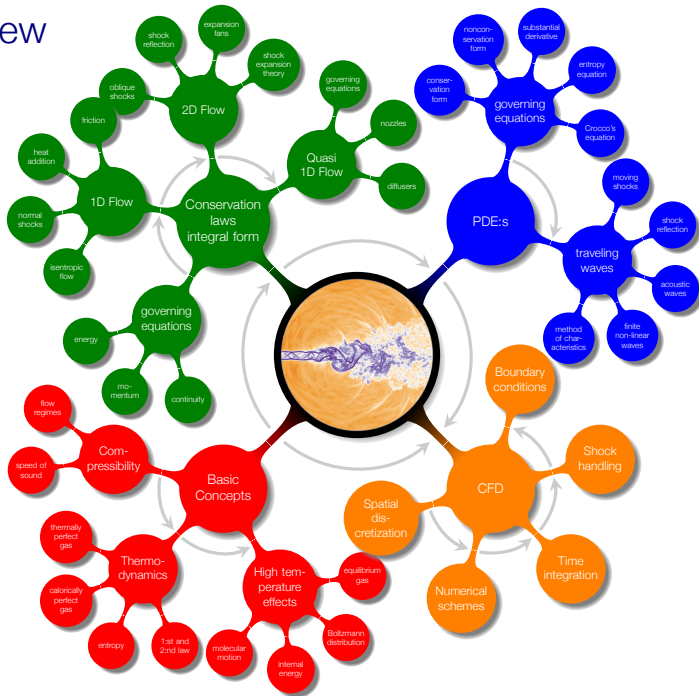 ew
expansion
fans
shock
reflection
shock
expansion
theory
oblique
shocks
2D Flow
friction
heat
addition
normal
shocks
isentropic
flow
1D Flow
governing
equations
nozzles
diffusers
Quasi
1D Flow
Conservation
laws
integral form
governing
equations
energy
mo-
mentum
continuity
substantial
derivative
noncon-
servation
form
entropy
equation
conser-
vation
form
Crocco's
equation
governing
equations
PDE:s
moving
shocks
shock
reflection
acoustic
waves
finite
non-linear
waves
method
of char-
acteristics
traveling
waves
flow
regimes
speed of
sound
Com-
pressibility
Basic
Concepts
thermally
perfect
gas
calorically
perfect
gas
entropy
1:st and
2:nd law
Thermo-
dynamics
High tem-
perature
effects
equilibrium
gas
Boltzmann
distribution
internal
energy
molecular
motion
Boundary
conditions
Shock
handling
CFD
Spatial
dis-
cretization
Time
integration
Numerical
schemes